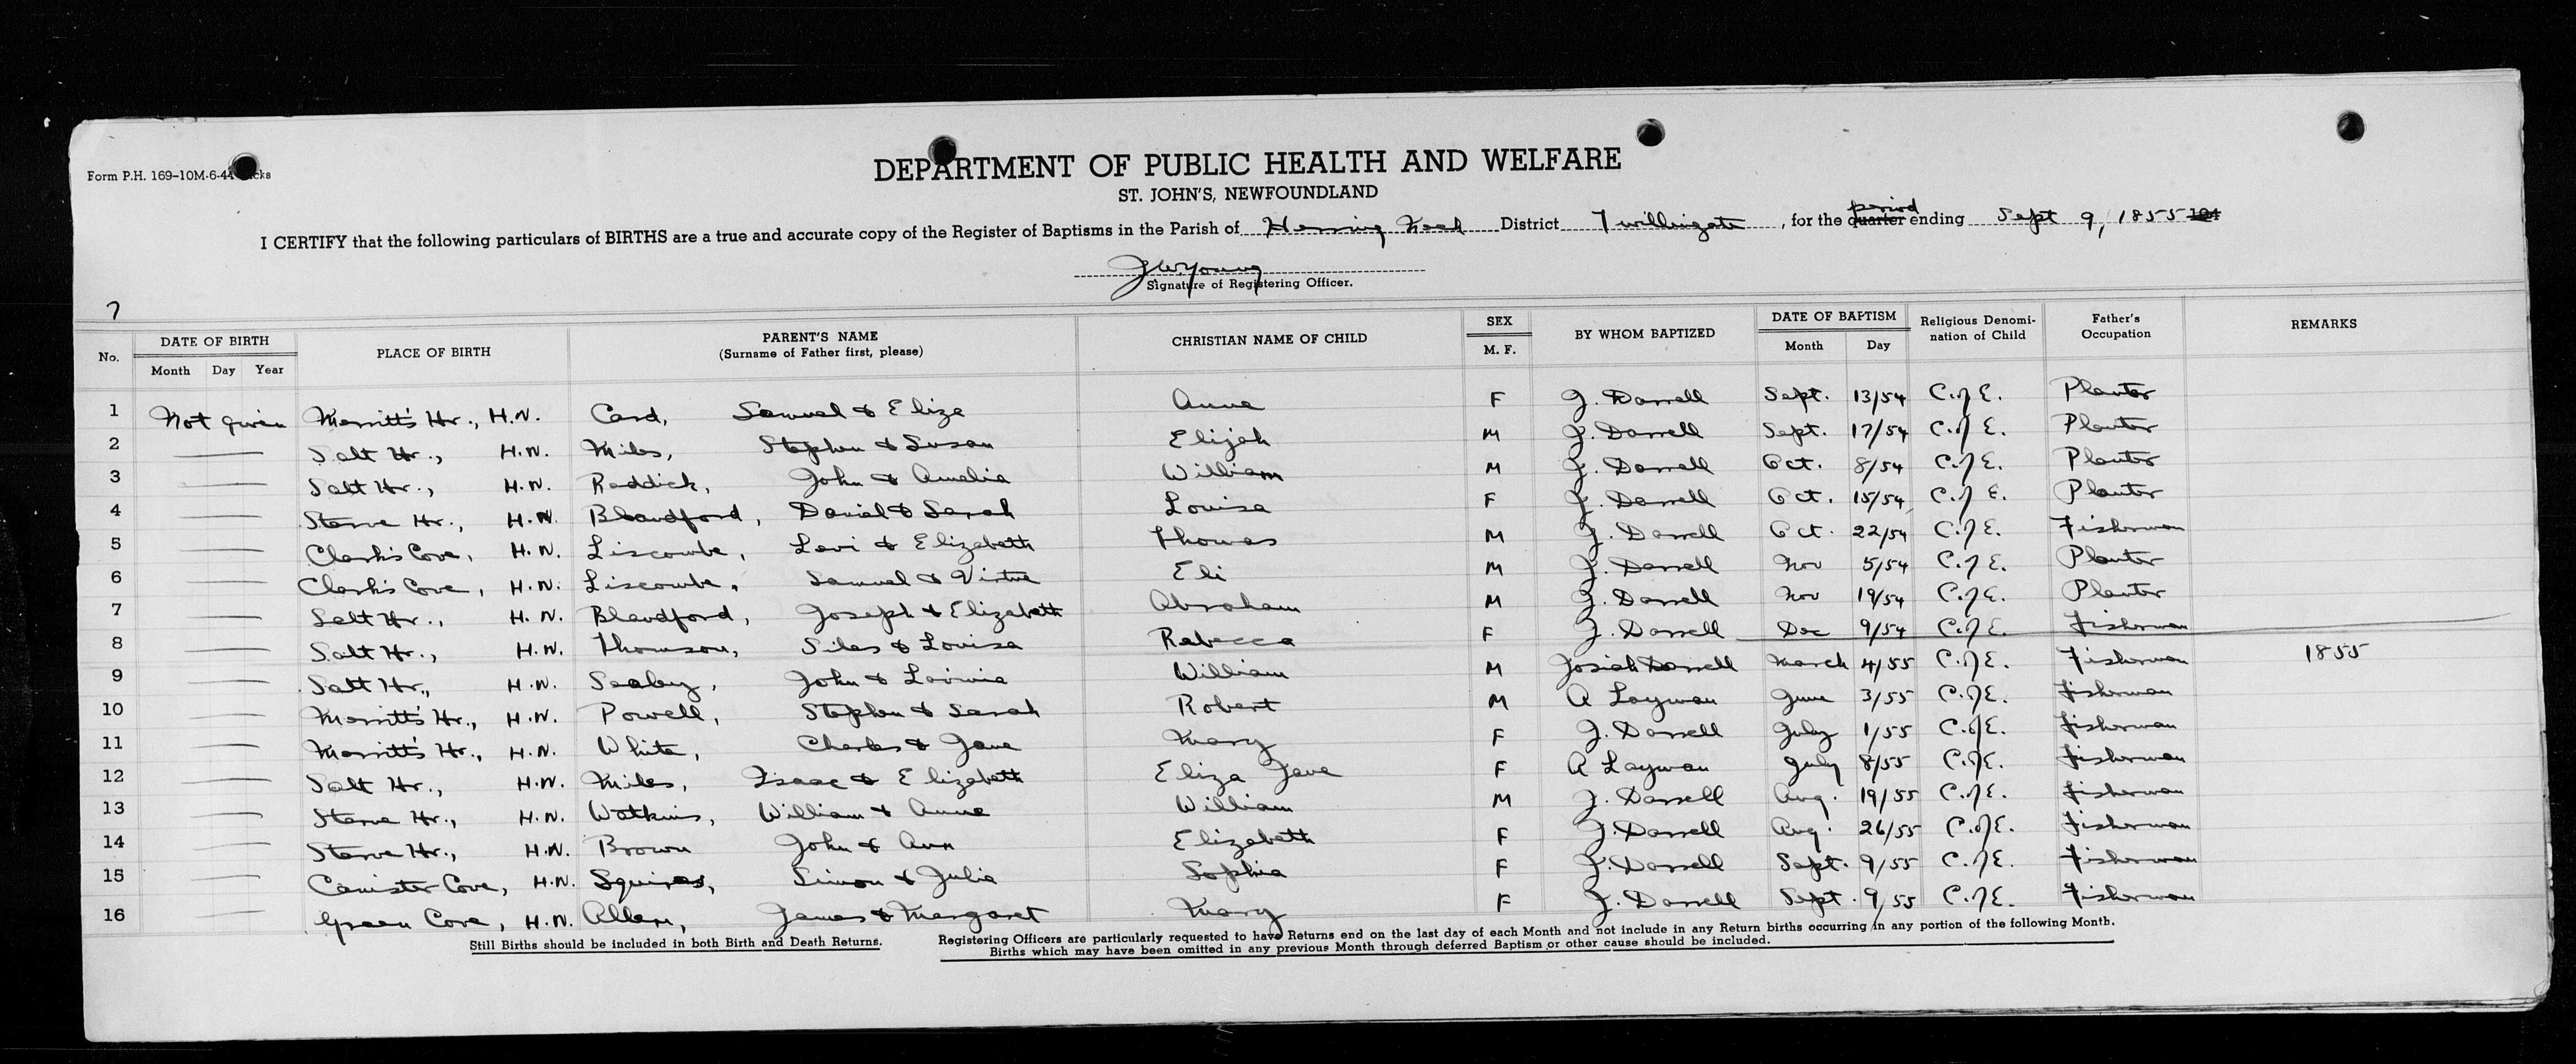 Form P.H. 169-10M-6-44
DEPARTMENT OF PUBLIC HEALTH AND WELFARE
ST. JOHN'S, NEWFOUNDLAND
I CERTIFY that the following particulars of BIRTHS are a true and accurate copy of the Register of Baptisms in the Parish of Herring Neck District Twillingate, for the quarter period ending Sept 9, 1855 194
J W Young
Signature of Registering Officer.
7
No. DATE OF BIRTH Month Day Year PLACE OF BIRTH PARENT'S NAME (Surname of Father first, please) CHRISTIAN NAME OF CHILD SEX M. F. BY WHOM BAPTIZED DATE OF BAPTISM Month Day Religious Denomi-nation of Child Father's Occupation REMARKS
1 Not given Merritt's Hr., H.N. Card, Samuel & Eliza Anne F J. Darrell Sept. 13/54 C. of E. Planter
2 —— Salt Hr., H.N. Miles, Stephen & Susan Elijah M J. Darrell Sept. 17/54 C. of E. Planter
3 —— Salt Hr., H.N. Reddick, John & Amelia William M J. Darrell Oct. 8/54 C. of E. Planter
4 —— Starve Hr., H.N. Blandford, Daniel & Sarah Louisa F J. Darrell Oct. 15/54 C. of E. Planter
5 —— Clark's Cove, H.N. Liscombe, Levi & Elizabeth Thomas M J. Darrell Oct. 22/54 C. of E. Fisherman
6 —— Clark's Cove, H.N. Liscombe, Samuel & Virtue Eli M J. Darrell Nov 5/54 C. of E. Planter
7 —— Salt Hr., H.N. Blandford, Joseph & Elizabeth Abraham M J. Darrell Nov 19/54 C. of E. Planter
8 —— Salt Hr., H.N. Thomson, Silas & Louisa Rebecca F J. Darrell Dec 9/54 C. of E. Fisherman
9 —— Salt Hr., H.N. Seabey, John & Lavinia William M Josiah Darrell March 4/55 C. of E. Fisherman 1855
10 —— Merritt's Hr., H.N. Powell, Stephen & Sarah Robert M A Layman June 3/55 C. of E. Fisherman
11 —— Merritt's Hr., H.N. White, Charles & Jane Mary F J. Darrell July 1/55 C. of E. Fisherman
12 —— Salt Hr., H.N. Miles, Isaac & Elizabeth Eliza Jane F A Layman July 8/55 C. of E. Fisherman
13 —— Starve Hr., H.N. Watkins, William & Anne William M J. Darrell Aug. 19/55 C. of E. Fisherman
14 —— Starve Hr., H.N. Brown John & Ann Elizabeth F J. Darrell Aug. 26/55 C. of E. Fisherman
15 —— Canister Cove, H.N. Squires, Simon & Julia Sophia F J. Darrell Sept. 9/55 C. of E. Fisherman
16 —— Green Cove, H.N. Allen, James & Margaret Mary F J. Darrell Sept. 9/55 C. of E. Fisherman
Still Births should be included in both Birth and Death Returns. Registering Officers are particularly requested to have Returns end on the last day of each Month and not include in any Return births occurring in any portion of the following Month.
Births which may have been omitted in any previous Month through deferred Baptism or other cause should be included.